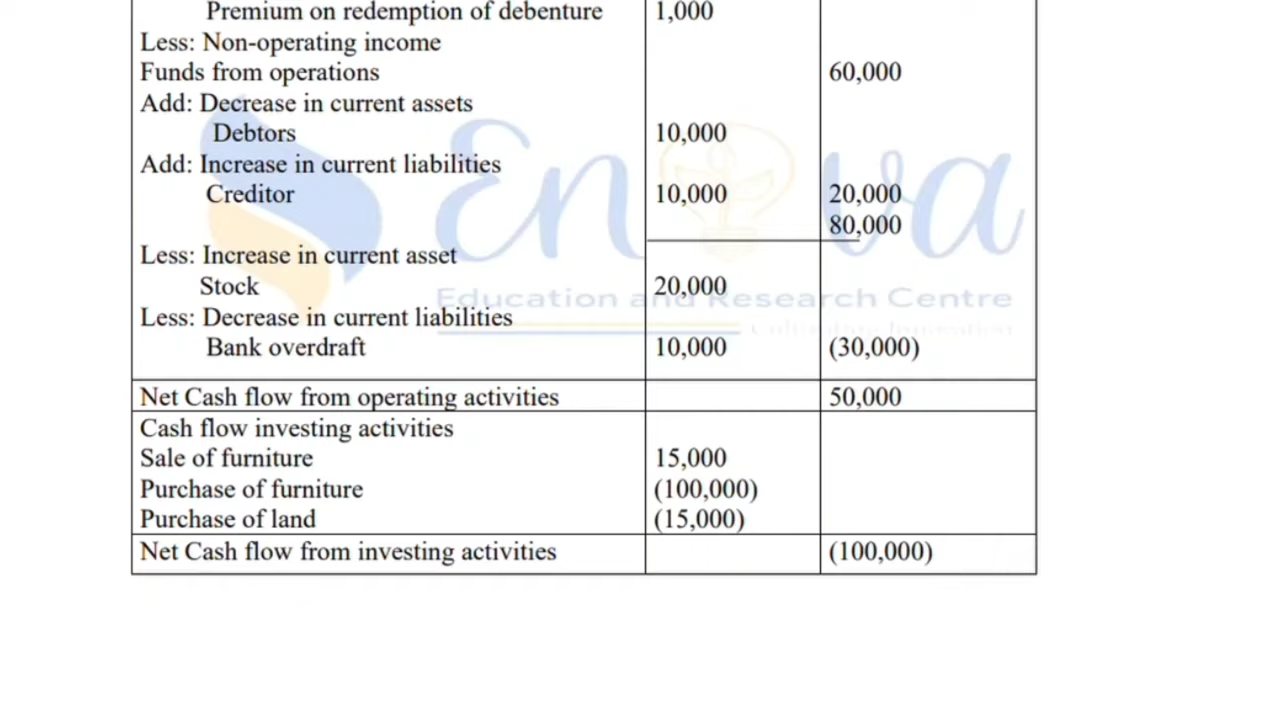 Premium on redemption of debenture 1,000
Less: Non-operating income
Funds from operations 60,000
Add: Decrease in current assets
Debtors 10,000
Add: Increase in current liabilities
Creditor 10,000 20,000
80,000
Less: Increase in current asset
Stock 20,000
Enova
Education and Research Centre
Less: Decrease in current liabilities
Bank overdraft 10,000 (30,000)
Net Cash flow from operating activities 50,000
Cash flow investing activities
Sale of furniture 15,000
Purchase of furniture (100,000)
Purchase of land (15,000)
Net Cash flow from investing activities (100,000)